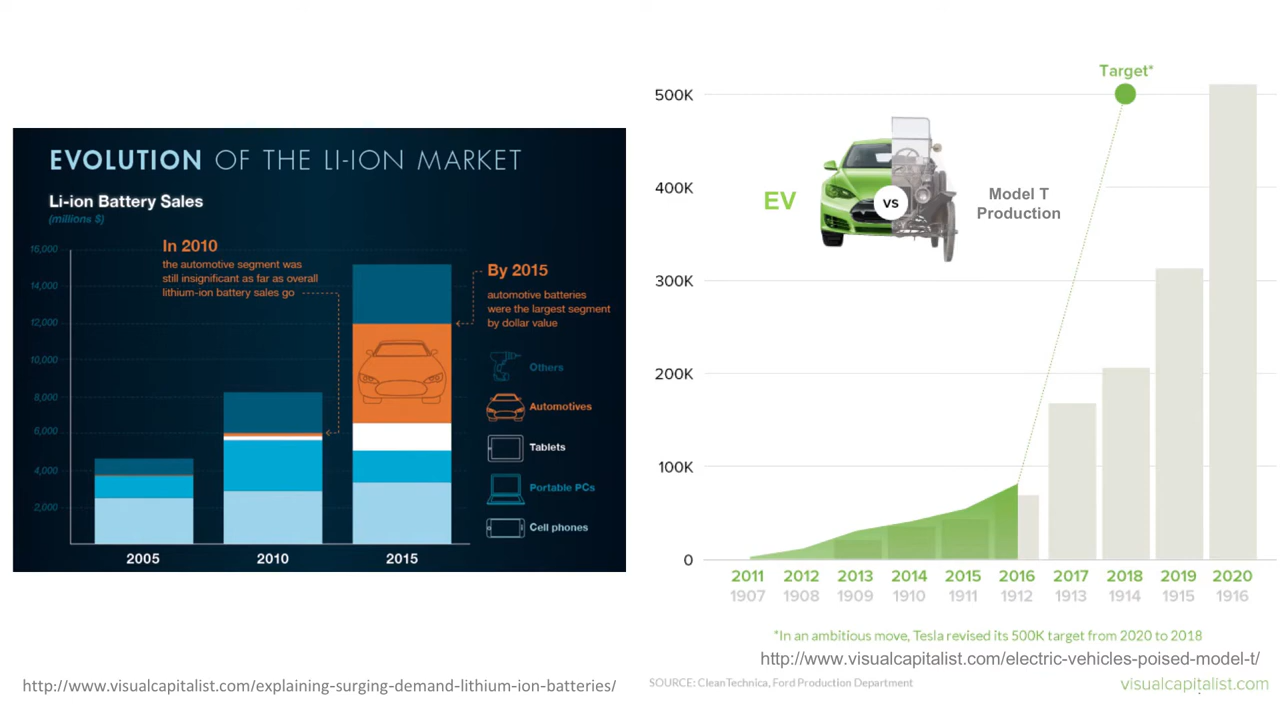 EVOLUTION OF THE LI-ION MARKET
Li-ion Battery Sales
(millions $)
16,000
14,000
12,000
10,000
8,000
6,000
4,000
2,000
In 2010
the automotive segment was
still insignificant as far as overall
lithium-ion battery sales go
By 2015
automotive batteries
were the largest segment
by dollar value
Others
Automotives
Tablets
Portable PCs
Cell phones
2005 2010 2015
http://www.visualcapitalist.com/explaining-surging-demand-lithium-ion-batteries/
Target*
500K
400K
300K
200K
100K
0
EV
VS
Model T
Production
2011 2012 2013 2014 2015 2016 2017 2018 2019 2020
1907 1908 1909 1910 1911 1912 1913 1914 1915 1916
*In an ambitious move, Tesla revised its 500K target from 2020 to 2018
http://www.visualcapitalist.com/electric-vehicles-poised-model-t/
SOURCE: CleanTechnica, Ford Production Department
visualcapitalist.com